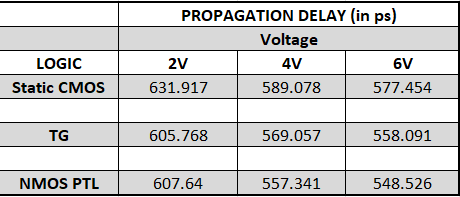 PROPAGATION DELAY (in ps)
Voltage
LOGIC 2V 4V 6V
Static CMOS 631.917 589.078 577.454
TG 605.768 569.057 558.091
NMOS PTL 607.64 557.341 548.526